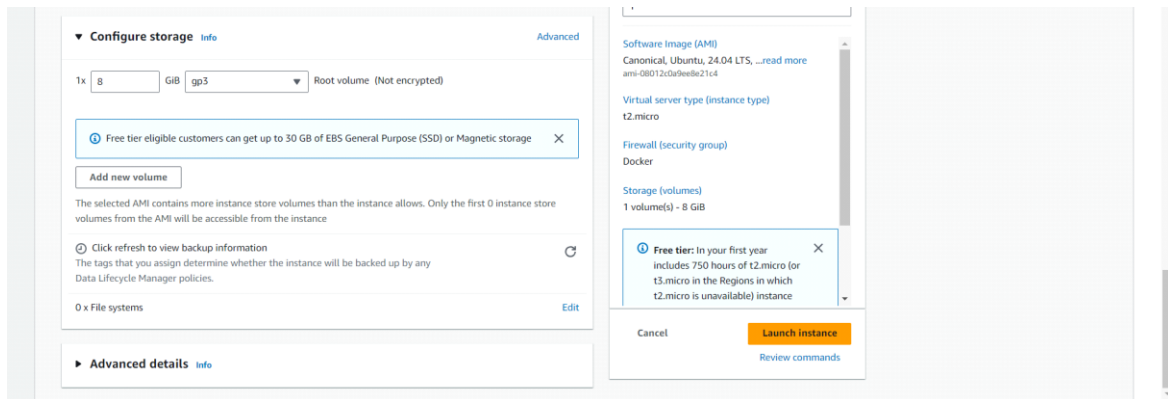 Configure storage Info
Advanced
1x 8 GiB gp3 Root volume (Not encrypted)
Free tier eligible customers can get up to 30 GB of EBS General Purpose (SSD) or Magnetic storage
Add new volume
The selected AMI contains more instance store volumes than the instance allows. Only the first 0 instance store
volumes from the AMI will be accessible from the instance
Click refresh to view backup information
The tags that you assign determine whether the instance will be backed up by any
Data Lifecycle Manager policies.
0 x File systems
Edit
Advanced details Info
Software Image (AMI)
Canonical, Ubuntu, 24.04 LTS, ...read more
ami-08012c0a9ee8e21c4
Virtual server type (instance type)
t2.micro
Firewall (security group)
Docker
Storage (volumes)
1 volume(s) - 8 GiB
Free tier: In your first year
includes 750 hours of t2.micro (or
t3.micro in the Regions in which
t2.micro is unavailable) instance
Cancel
Launch instance
Review commands